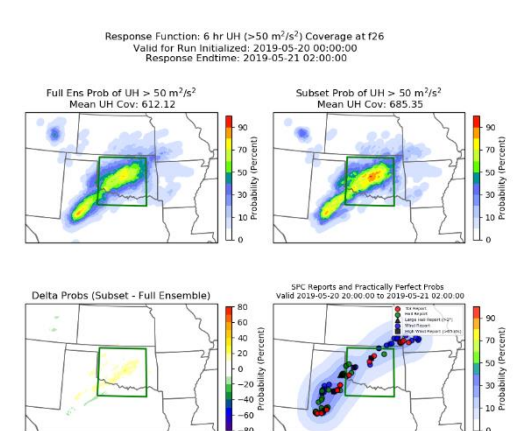 Response Function: 6 hr UH (>50 m²/s²) Coverage at f26
Valid for Run Initialized: 2019-05-20 00:00:00
Response Endtime: 2019-05-21 02:00:00
Full Ens Prob of UH > 50 m²/s²
Mean UH Cov: 612.12
90
70
50
30
10
0
Probability (Percent)
Subset Prob of UH > 50 m²/s²
Mean UH Cov: 685.35
90
70
50
30
10
0
Probability (Percent)
Delta Probs (Subset - Full Ensemble)
80
60
40
20
0
−20
−40
−60
−80
Probability (Percent)
SPC Reports and Practically Perfect Probs
Valid 2019-05-20 20:00:00 to 2019-05-21 02:00:00
Tor Report
Hail Report
Large Hail Report (>2")
Wind Report
High Wind Report
90
70
50
30
10
0
Probability (Percent)